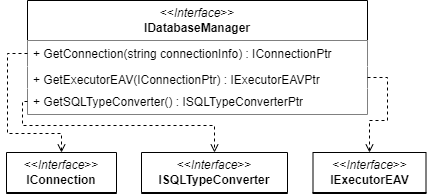 <<Interface>>
IDatabaseManager
+ GetConnection(string connectionInfo) : IConnectionPtr
+ GetExecutorEAV(IConnectionPtr) : IExecutorEAVPtr
+ GetSQLTypeConverter() : ISQLTypeConverterPtr
<<Interface>>
IConnection
<<Interface>>
ISQLTypeConverter
<<Interface>>
IExecutorEAV